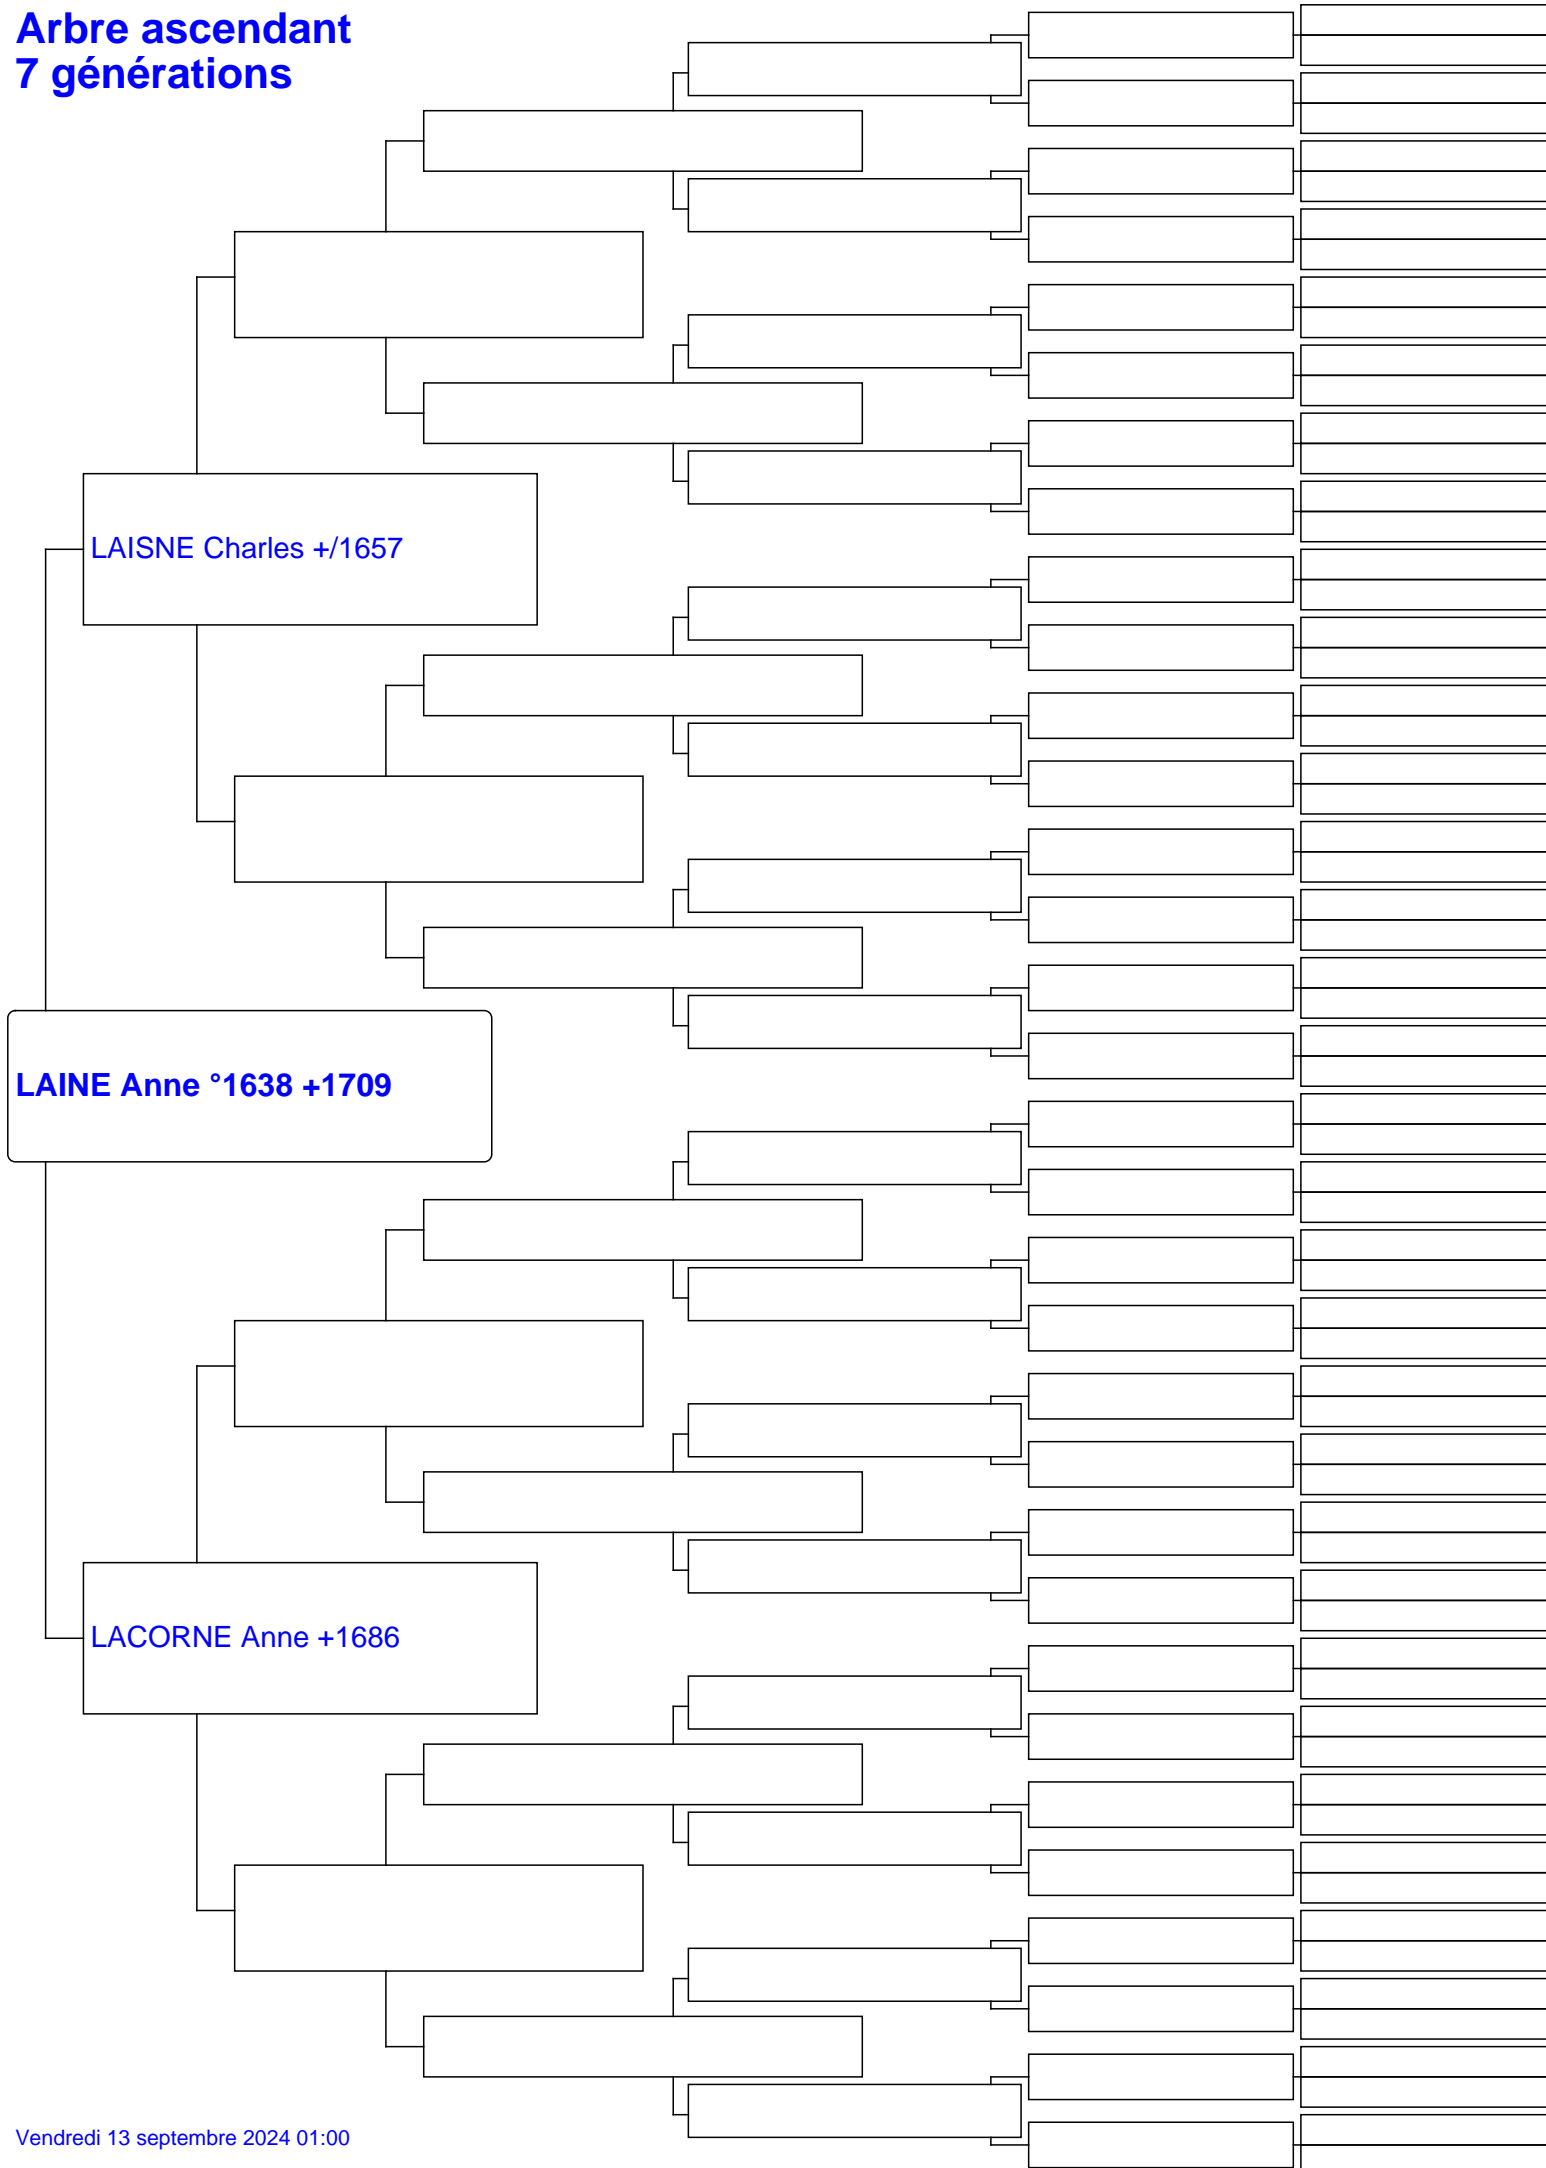 Arbre ascendant
7 générations
LAISNE Charles +/1657
LAINE Anne °1638 +1709
LACORNE Anne +1686
Vendredi 13 septembre 2024 01:00